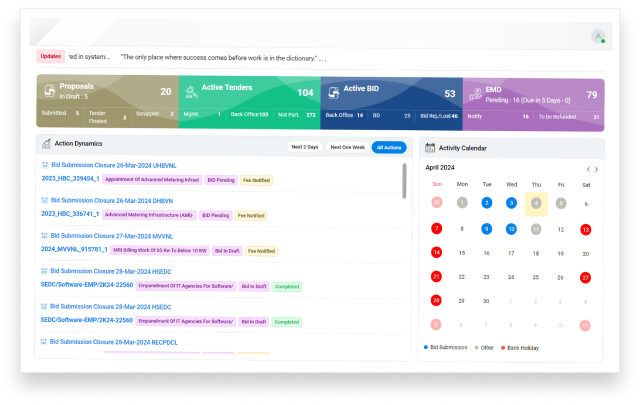 Updates
red in system. ,
"The only place where success comes before work is in the dictionary." ... ,
Proposals 20
In Draft : 5
Submitted 5
Tender Floated 3
Scrapped 2
Active Tenders 104
Mgmt. 1
Back Office 103
Not Part. 272
Active BID 53
Back Office 14
BID 25
Bid Rej./Lost 46
EMD 79
Pending : 16 (Due in 5 Days - 0)
Notify 16
To be Refunded 31
Action Dynamics
Next 2 Days
Next One Week
All Actions
Bid Submission Closure 26-Mar-2024 UHBVNL
2023_HBC_339454_1 Appointment Of Advanced Metering Infrast BID Pending Fee Notified
Bid Submission Closure 26-Mar-2024 DHBVN
2023_HBC_336741_1 Advanced Metering Infrastructure (AMI)- BID Pending Fee Notified
Bid Submission Closure 27-Mar-2024 MVVNL
2024_MVVNL_915781_1 MRI Billing Work Of 05 Kw To Below 10 KW Bid In Draft Fee Notified
Bid Submission Closure 28-Mar-2024 HSEDC
SEDC/Software-EMP/2K24-22560 Empanelment Of IT Agencies For Software/ Bid In Draft Completed
Bid Submission Closure 28-Mar-2024 HSEDC
SEDC/Software-EMP/2K24-22560 Empanelment Of IT Agencies For Software/ Bid In Draft Completed
Bid Submission Closure 28-Mar-2024 RECPDCL
Activity Calendar
April 2024
Sun Mon Tue Wed Thu Fri Sat
31 1 2 3 4 5 6
7 8 9 10 11 12 13
14 15 16 17 18 19 20
21 22 23 24 25 26 27
28 29 30 1 2 3 4
5 6 7 8 9 10 11
Bid Submission
Other
Bank Holiday